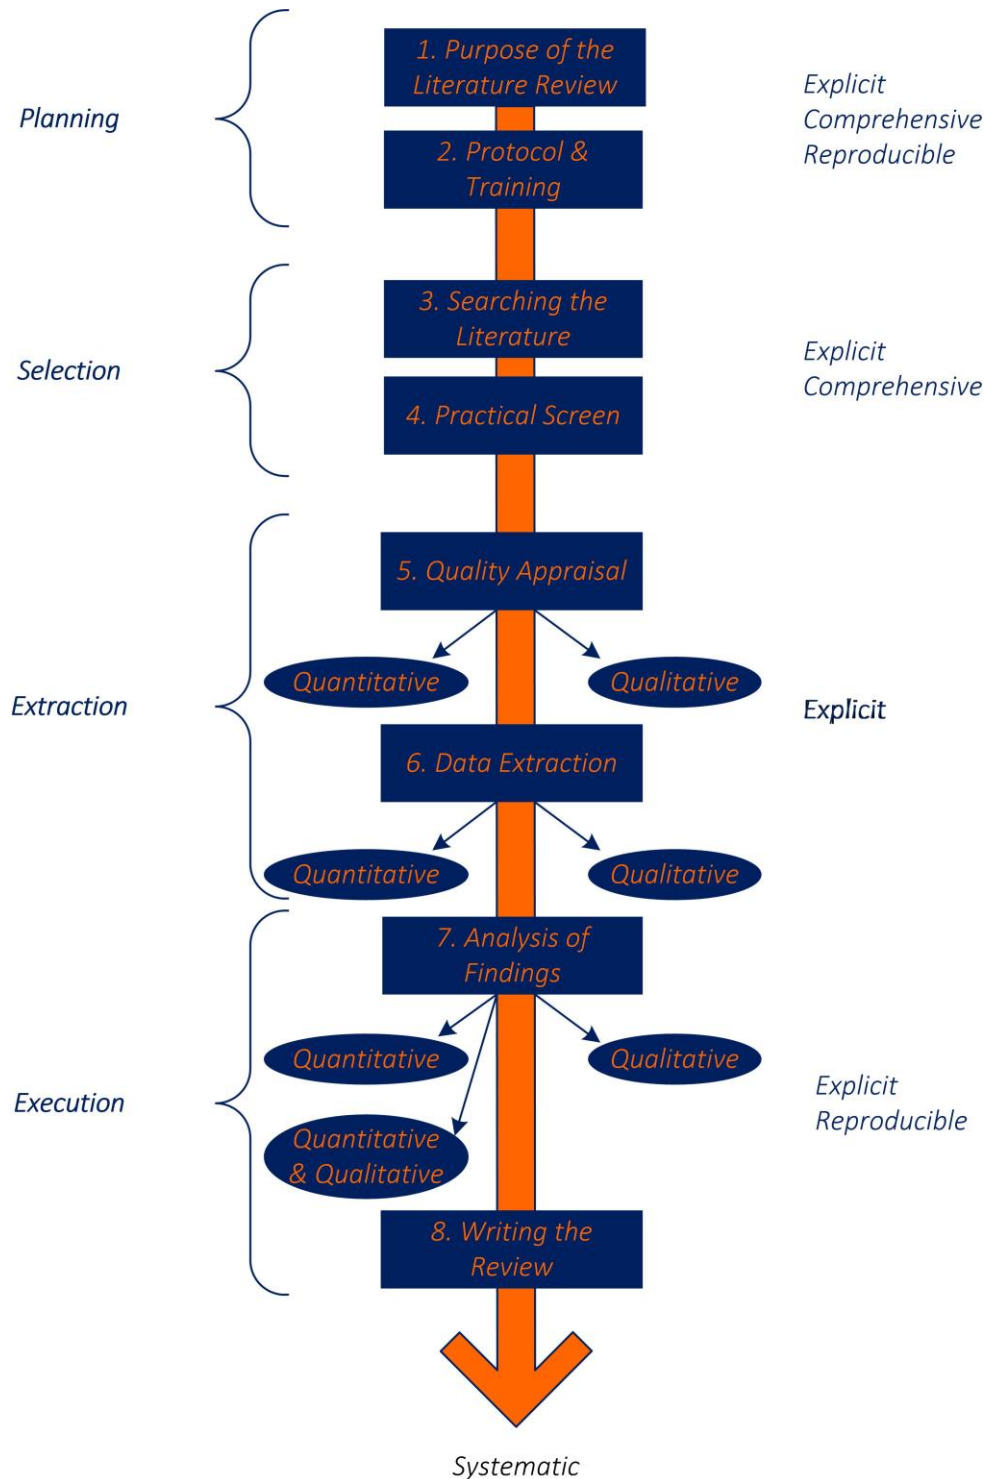 1. Purpose of the
Literature Review
Planning
Explicit
Comprehensive
Reproducible
2. Protocol &
Training
3. Searching the
Literature
Selection
Explicit
Comprehensive
4. Practical Screen
5. Quality Appraisal
Quantitative
Qualitative
Extraction
Explicit
6. Data Extraction
Quantitative
Qualitative
7. Analysis of
Findings
Quantitative
Qualitative
Execution
Explicit
Reproducible
Quantitative
& Qualitative
8. Writing the
Review
Systematic